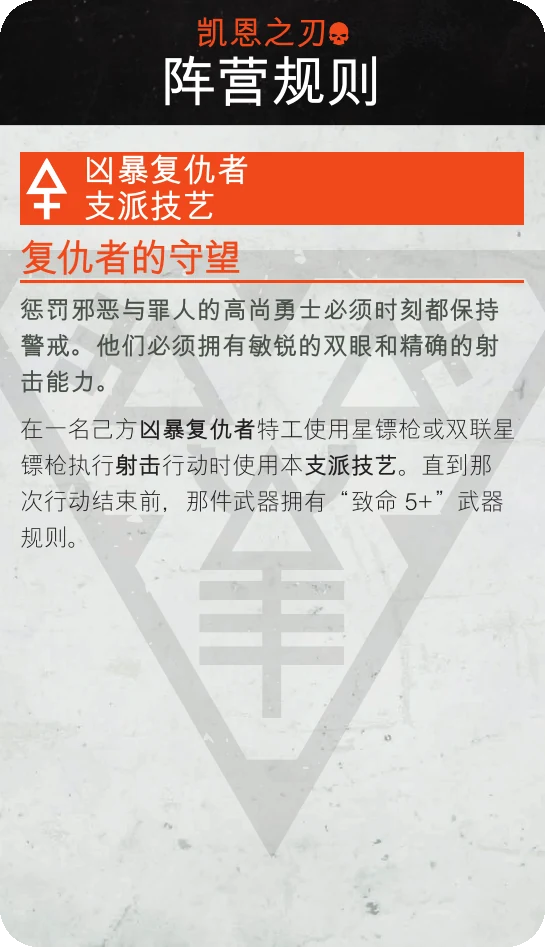 凯恩之刃
阵营规则
凶暴复仇者
支派技艺
复仇者的守望
惩罚邪恶与罪人的高尚勇士必须时刻都保持
警戒。他们必须拥有敏锐的双眼和精确的射
击能力。
在一名己方凶暴复仇者特工使用星镖枪或双联星
镖枪执行射击行动时使用本支派技艺。直到那
次行动结束前，那件武器拥有“致命 5+”武器
规则。